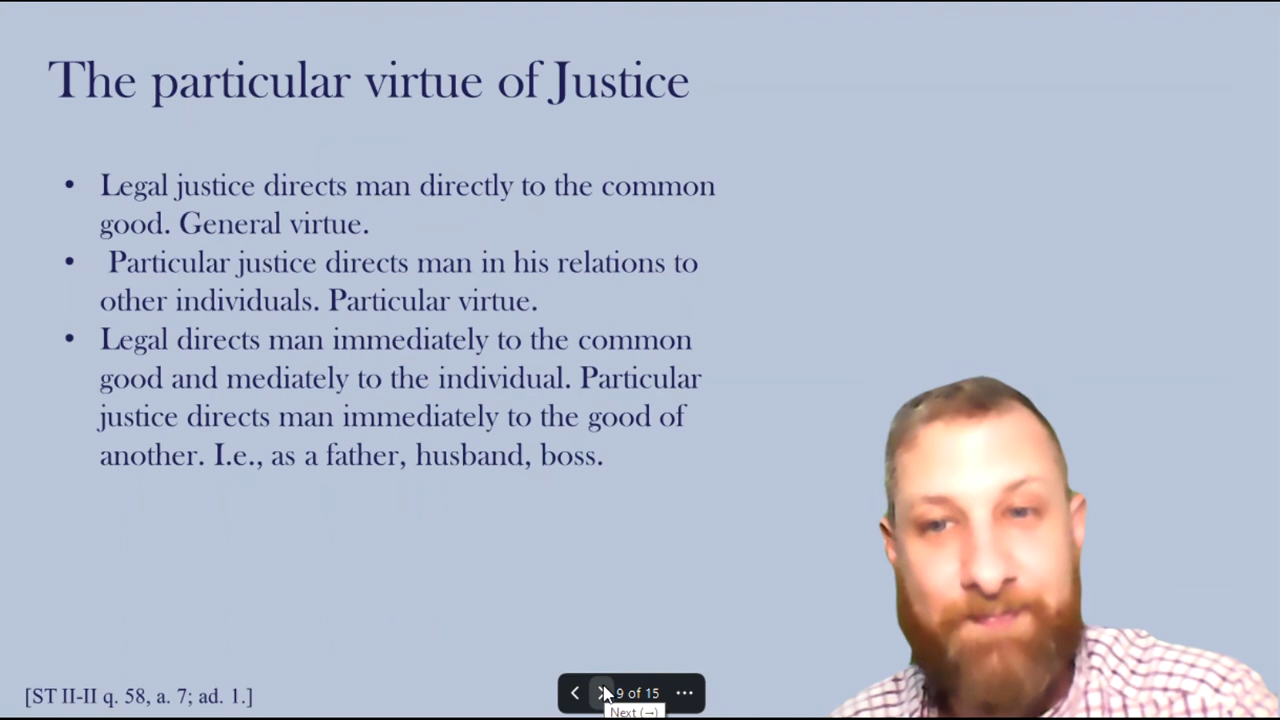 The particular virtue of Justice
• Legal justice directs man directly to the common
good. General virtue.
• Particular justice directs man in his relations to
other individuals. Particular virtue.
• Legal directs man immediately to the common
good and mediately to the individual. Particular
justice directs man immediately to the good of
another. I.e., as a father, husband, boss.
[ST II-II q. 58, a. 7; ad. 1.]
9 of 15
Next (→)